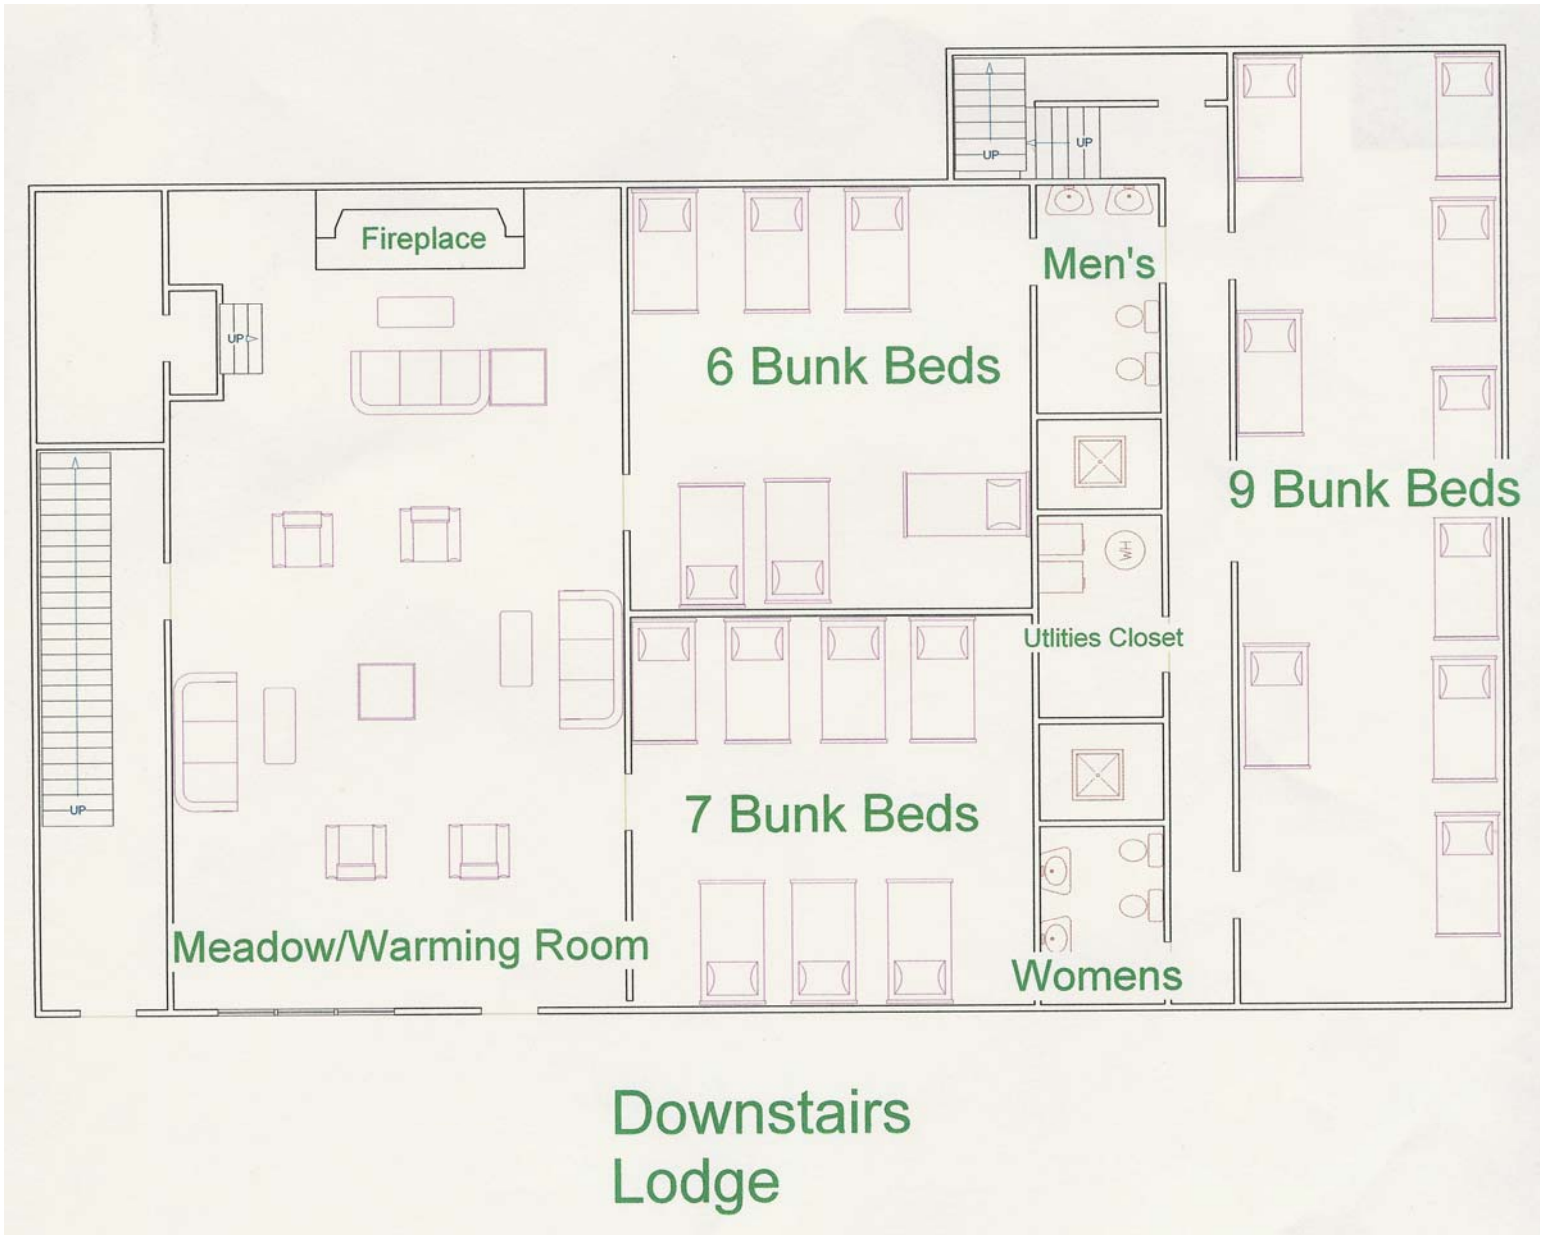 UP
UP
Fireplace
Men's
UP
6 Bunk Beds
9 Bunk Beds
WH
Utlities Closet
UP
7 Bunk Beds
Meadow/Warming Room
Womens
Downstairs
Lodge